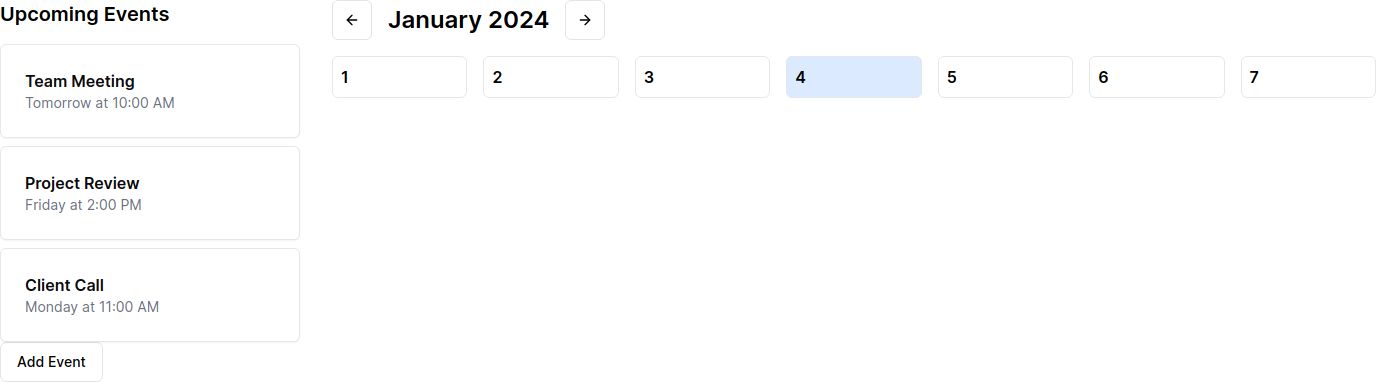 Upcoming Events
Team Meeting
Tomorrow at 10:00 AM
Project Review
Friday at 2:00 PM
Client Call
Monday at 11:00 AM
Add Event
January 2024
1 2 3 4 5 6 7